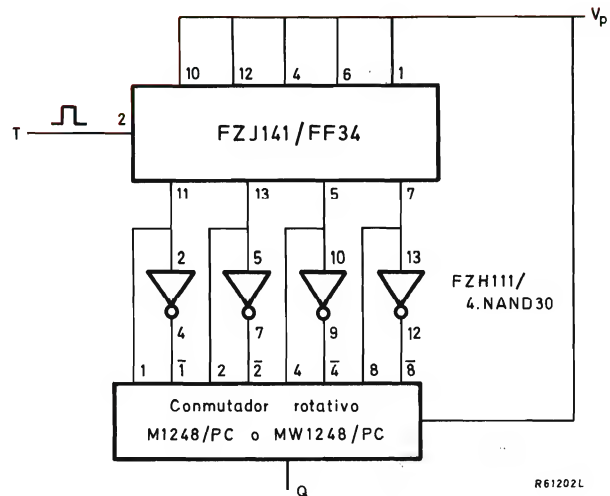 Vp
10 12 4 6 1
T 2 FZJ141/FF34
11 13 5 7
2 5 10 13
FZH111/
4.NAND30
4 7 9 12
1 1̅ 2 2̅ 4 4̅ 8 8̅
Conmutador rotativo
M1248/PC o MW1248/PC
Q
R61202L